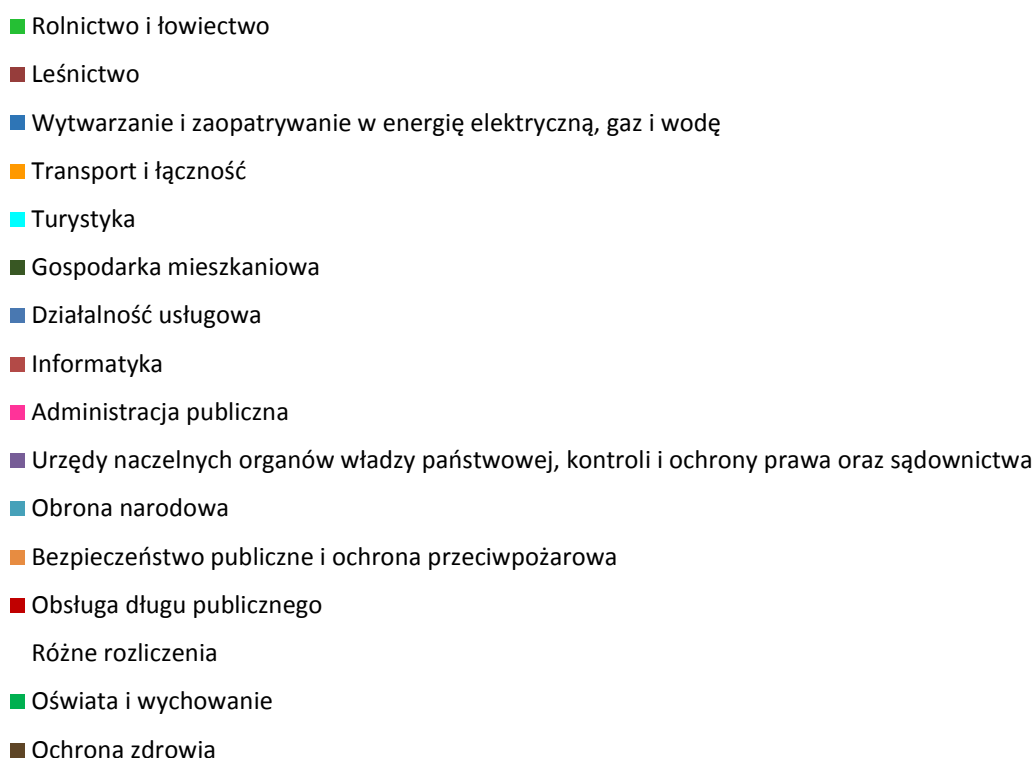 Rolnictwo i łowiectwo
Leśnictwo
Wytwarzanie i zaopatrywanie w energię elektryczną, gaz i wodę
Transport i łączność
Turystyka
Gospodarka mieszkaniowa
Działalność usługowa
Informatyka
Administracja publiczna
Urzędy naczelnych organów władzy państwowej, kontroli i ochrony prawa oraz sądownictwa
Obrona narodowa
Bezpieczeństwo publiczne i ochrona przeciwpożarowa
Obsługa długu publicznego
Różne rozliczenia
Oświata i wychowanie
Ochrona zdrowia